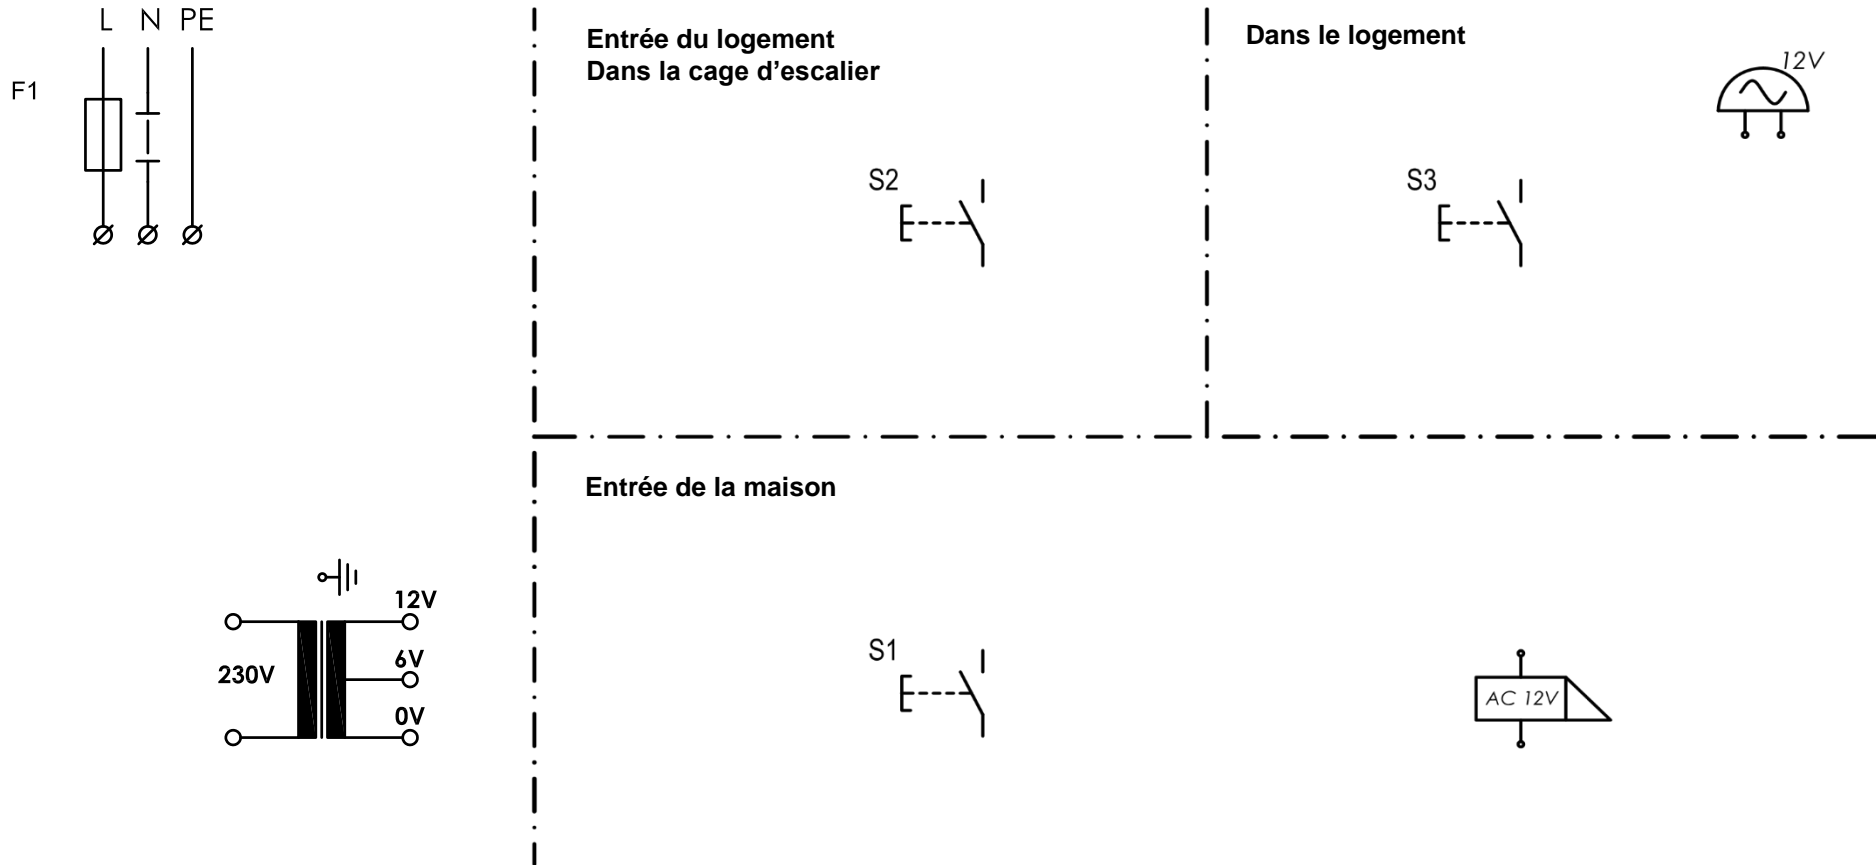 L N PE
F1
Entrée du logement
Dans la cage d'escalier
S2
Dans le logement
12V
S3
Entrée de la maison
12V
6V
0V
230V
S1
AC 12V